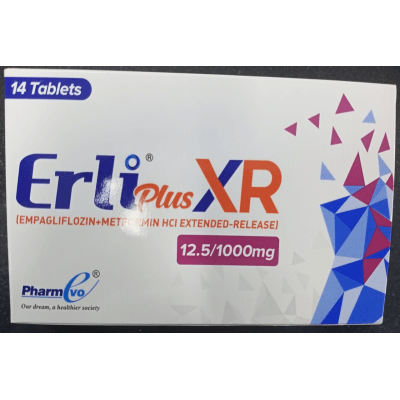 14 Tablets
Erli® Plus XR
(EMPAGLIFLOZIN+METFORMIN HCl EXTENDED-RELEASE)
12.5/1000mg
PharmEvo®
Our dream, a healthier society